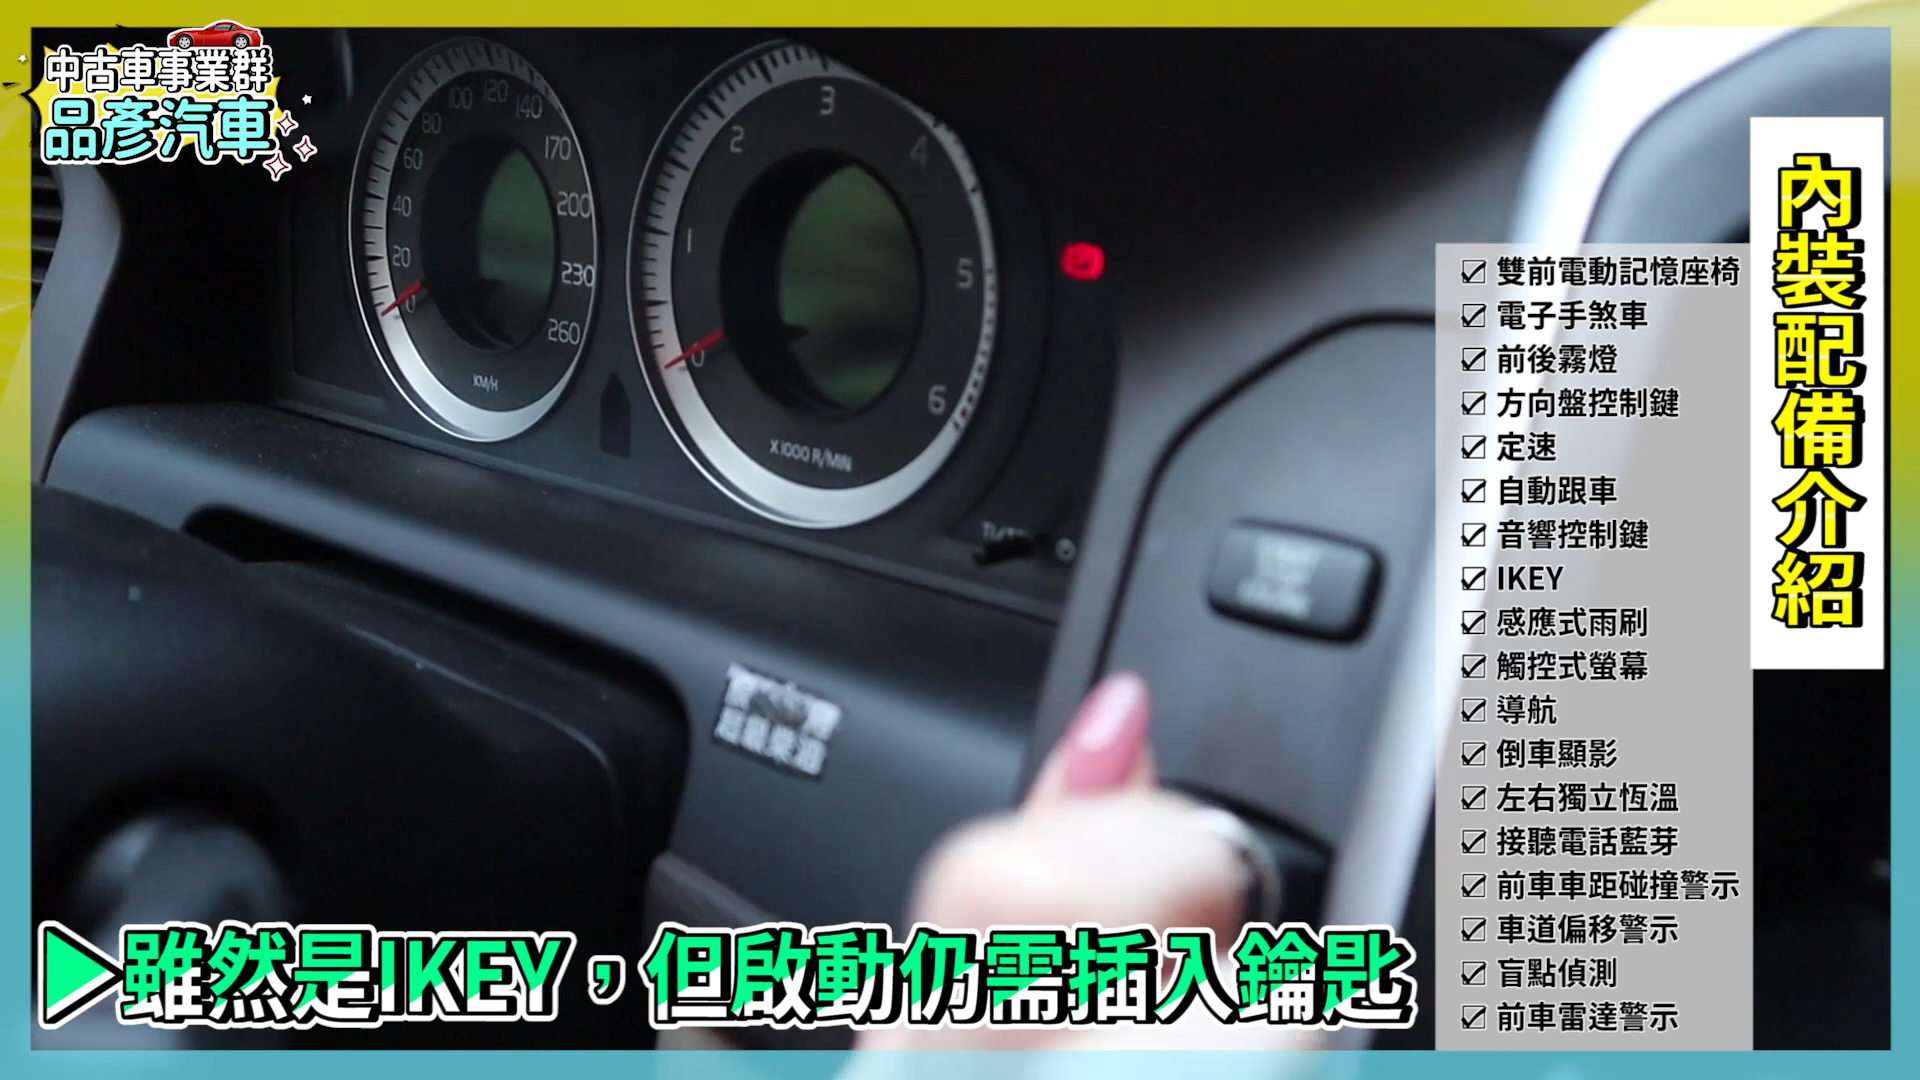 中古車事業群
品彥汽車
內裝配備介紹
雙前電動記憶座椅
電子手煞車
前後霧燈
方向盤控制鍵
定速
自動跟車
音響控制鍵
IKEY
感應式雨刷
觸控式螢幕
導航
倒車顯影
左右獨立恆溫
接聽電話藍芽
前車車距碰撞警示
車道偏移警示
盲點偵測
前車雷達警示
0
20
40
60
80
100
120
140
170
200
230
260
KM/H
0
1
2
3
4
5
6
X1000 R/MIN
超級柴油
雖然是IKEY，但啟動仍需插入鑰匙